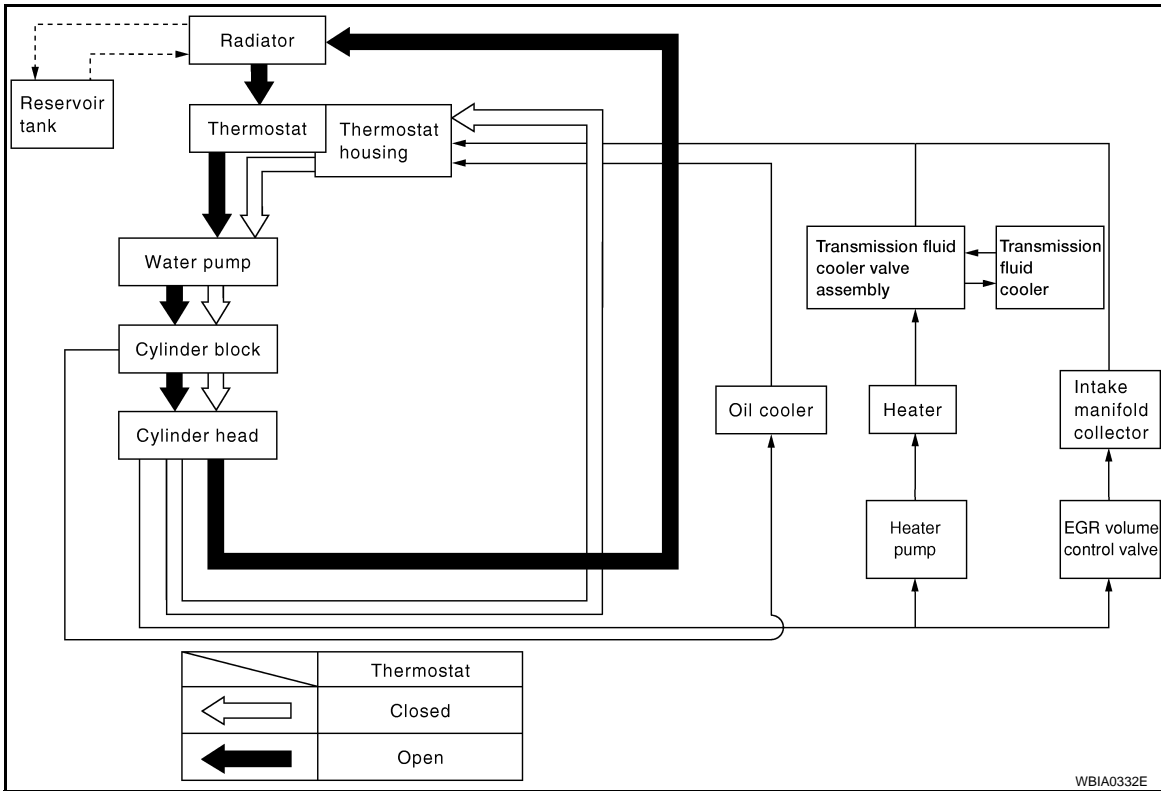 Radiator
Reservoir
tank
Thermostat
Thermostat
housing
Water pump
Transmission fluid
cooler valve
assembly
Transmission
fluid
cooler
Cylinder block
Cylinder head
Oil cooler
Heater
Intake
manifold
collector
Heater
pump
EGR volume
control valve
Thermostat
Closed
Open
WBIA0332E